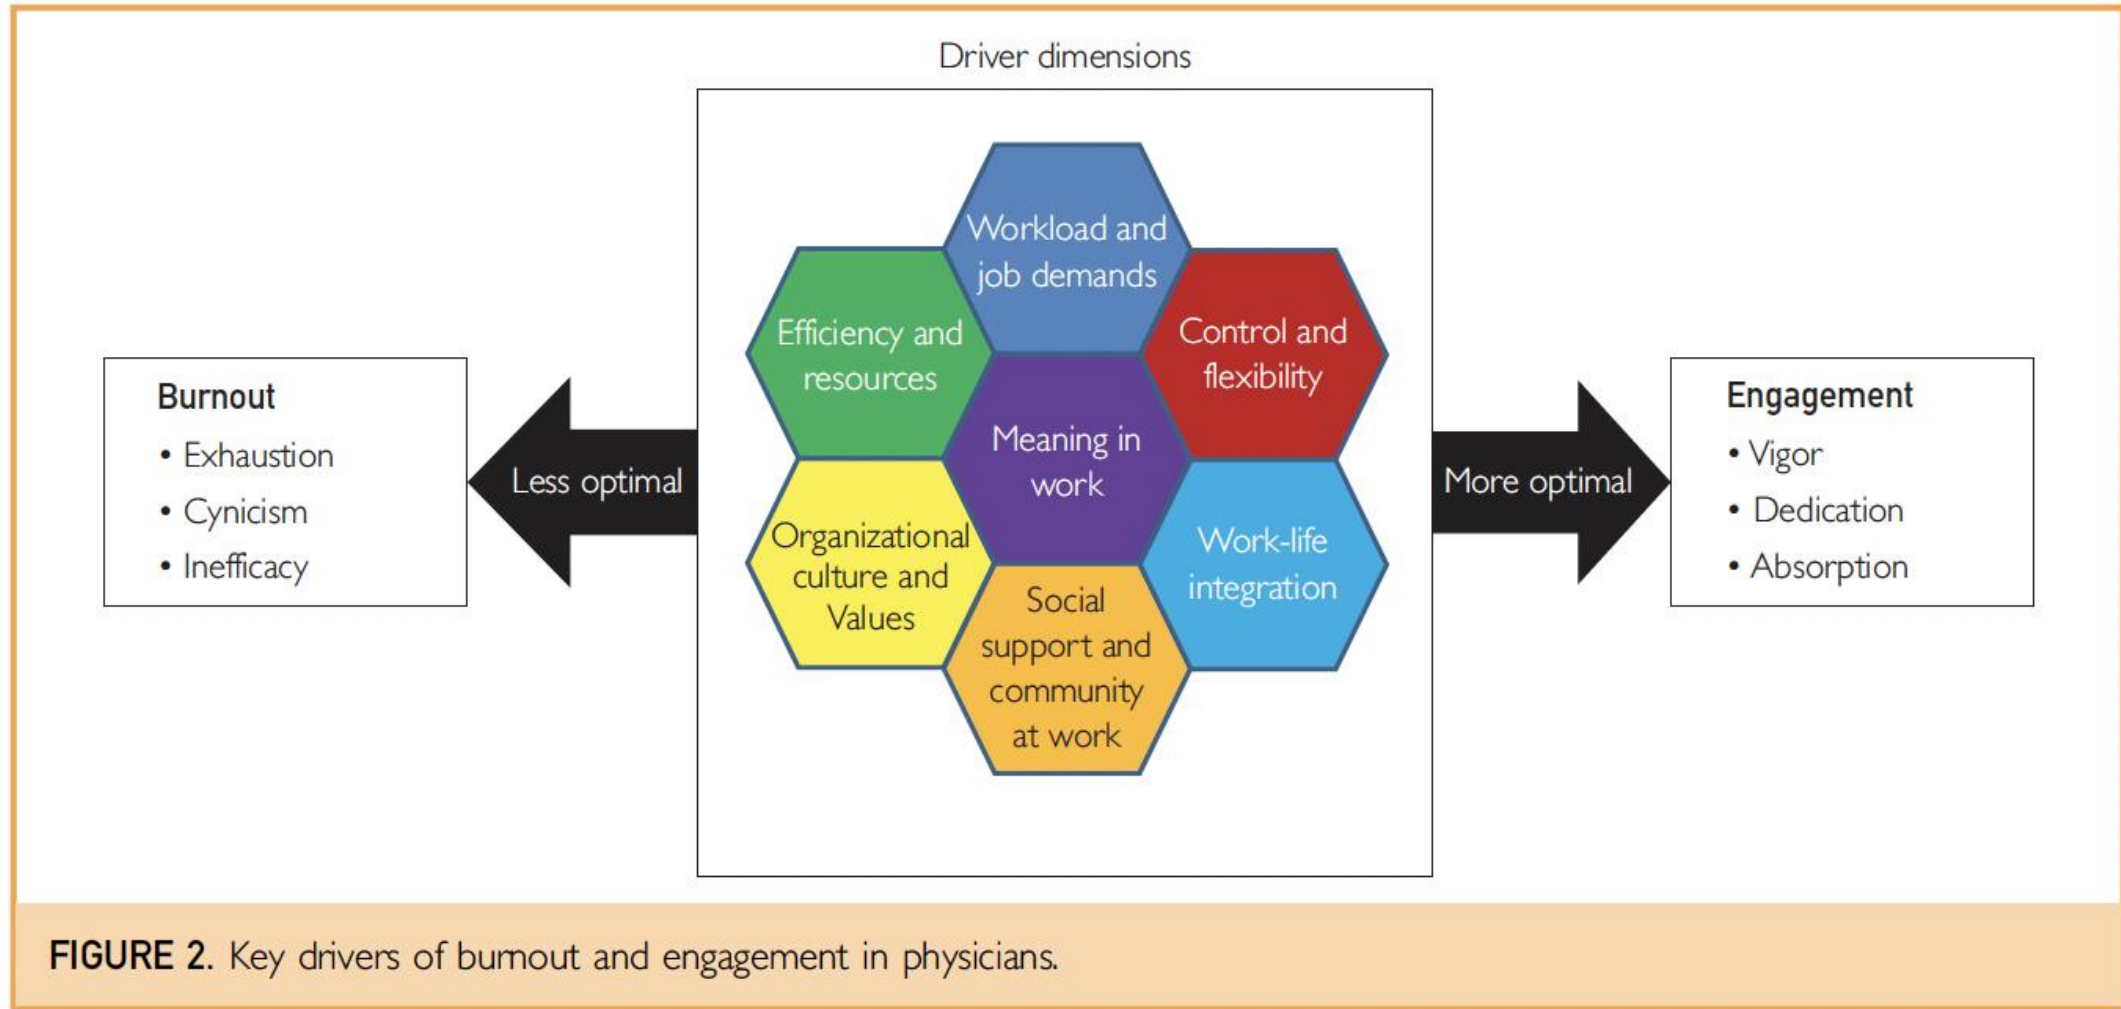 Driver dimensions
Workload and
job demands
Efficiency and
resources
Control and
flexibility
Meaning in
work
Organizational
culture and
Values
Work-life
integration
Social
support and
community
at work
Burnout
• Exhaustion
• Cynicism
• Inefficacy
Less optimal
More optimal
Engagement
• Vigor
• Dedication
• Absorption
FIGURE 2. Key drivers of burnout and engagement in physicians.